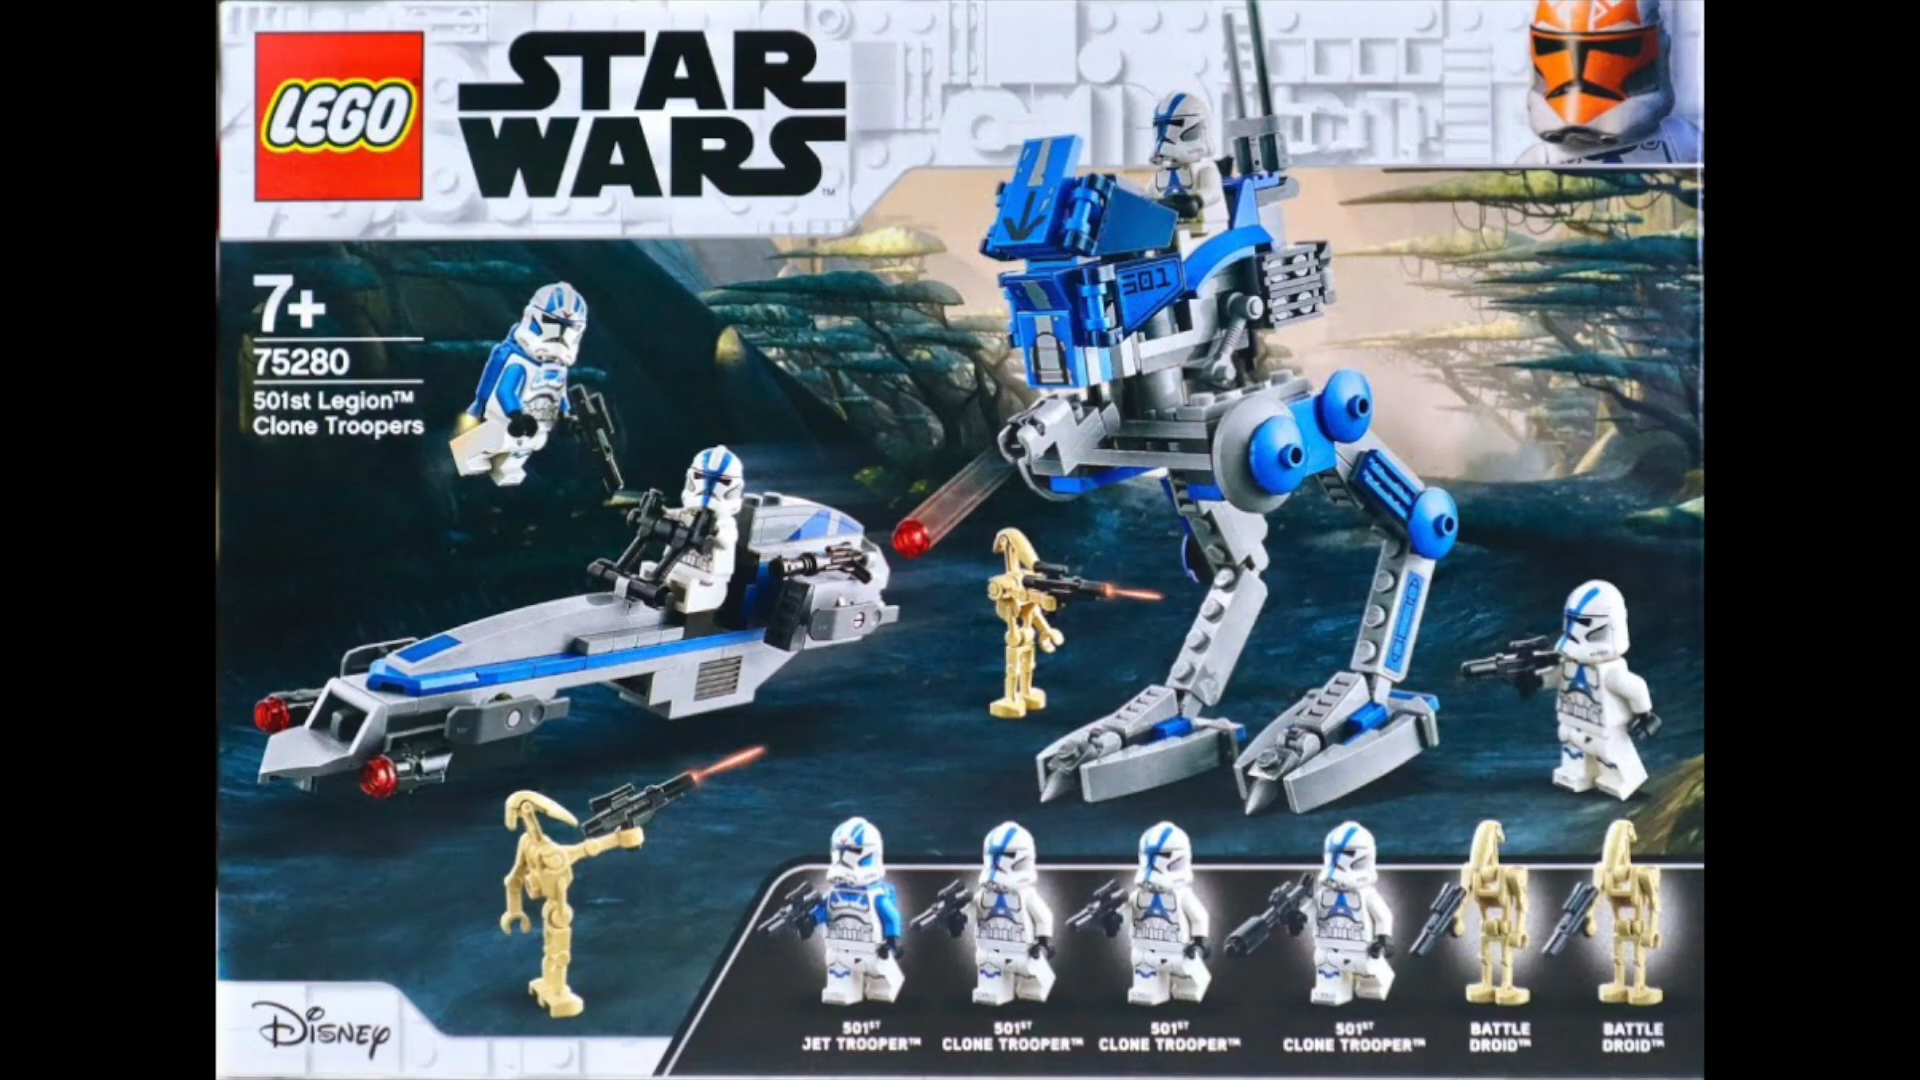 LEGO
STAR
WARS™
7+
75280
501st Legion™
Clone Troopers
501
Disney
501ST
JET TROOPER™
501ST
CLONE TROOPER™
501ST
CLONE TROOPER™
501ST
CLONE TROOPER™
BATTLE
DROID™
BATTLE
DROID™